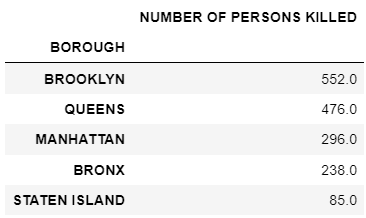 NUMBER OF PERSONS KILLED
BOROUGH
BROOKLYN 552.0
QUEENS 476.0
MANHATTAN 296.0
BRONX 238.0
STATEN ISLAND 85.0